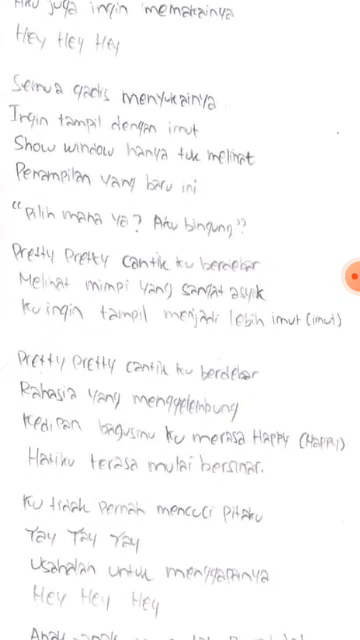 Aku juga ingin memakainya
Hey Hey Hey
Semua gadis menyukainya
Ingin tampil dengan imut
Show window hanya tuk melihat
Penampilan yang baru ini
“Pilih mana ya? Aku bingung”?
Pretty Pretty cantik ku berdebar
Melihat mimpi yang sangat asyik
Ku ingin tampil menjadi lebih imut (imut)
Pretty pretty cantik ku berdebar
Rahasia yang menggelembung
Kedipan bagusmu ku merasa Happy (Happy)
Hatiku terasa mulai bersinar.
Ku tidak pernah mencuci pitaku
Yay Yay Yay
Usahalan untuk menggapainya
Hey Hey Hey